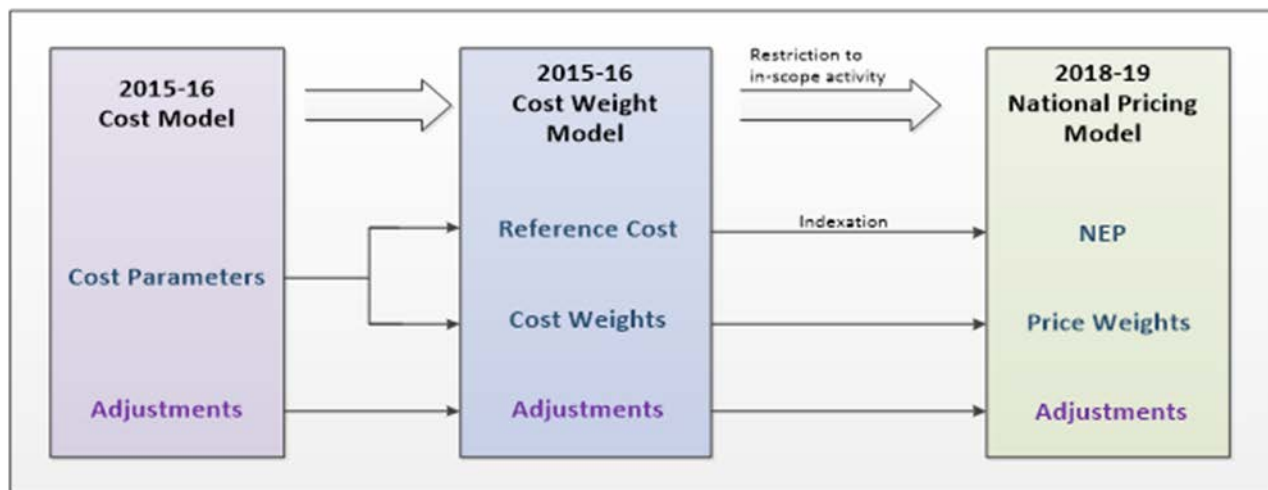 2015-16
Cost Model
Cost Parameters
Adjustments
2015-16
Cost Weight
Model
Reference Cost
Cost Weights
Adjustments
Restriction to
in-scope activity
Indexation
2018-19
National Pricing
Model
NEP
Price Weights
Adjustments